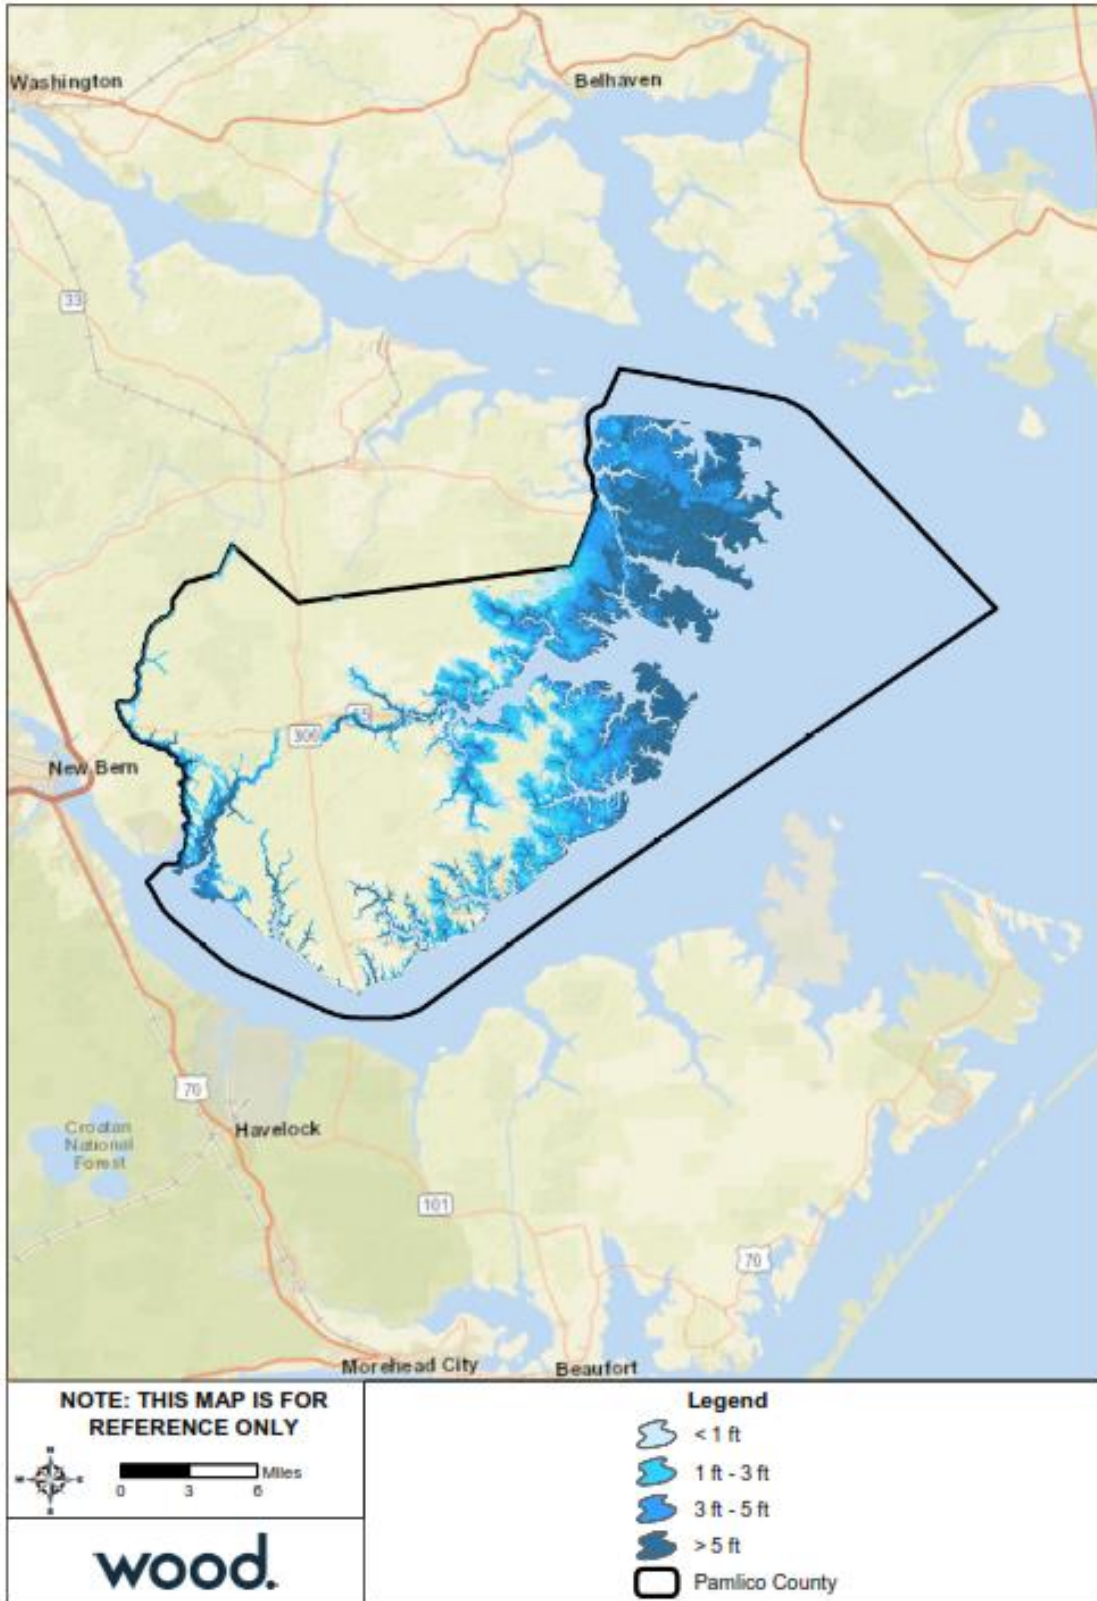 Washington
Belhaven
33
55
306
New Bern
70
Croatan
National
Forest
Havelock
101
70
Morehead City
Beaufort
NOTE: THIS MAP IS FOR
REFERENCE ONLY
N
W
E
S
Miles
0 3 6
wood.
Legend
< 1 ft
1 ft - 3 ft
3 ft - 5 ft
> 5 ft
Pamlico County